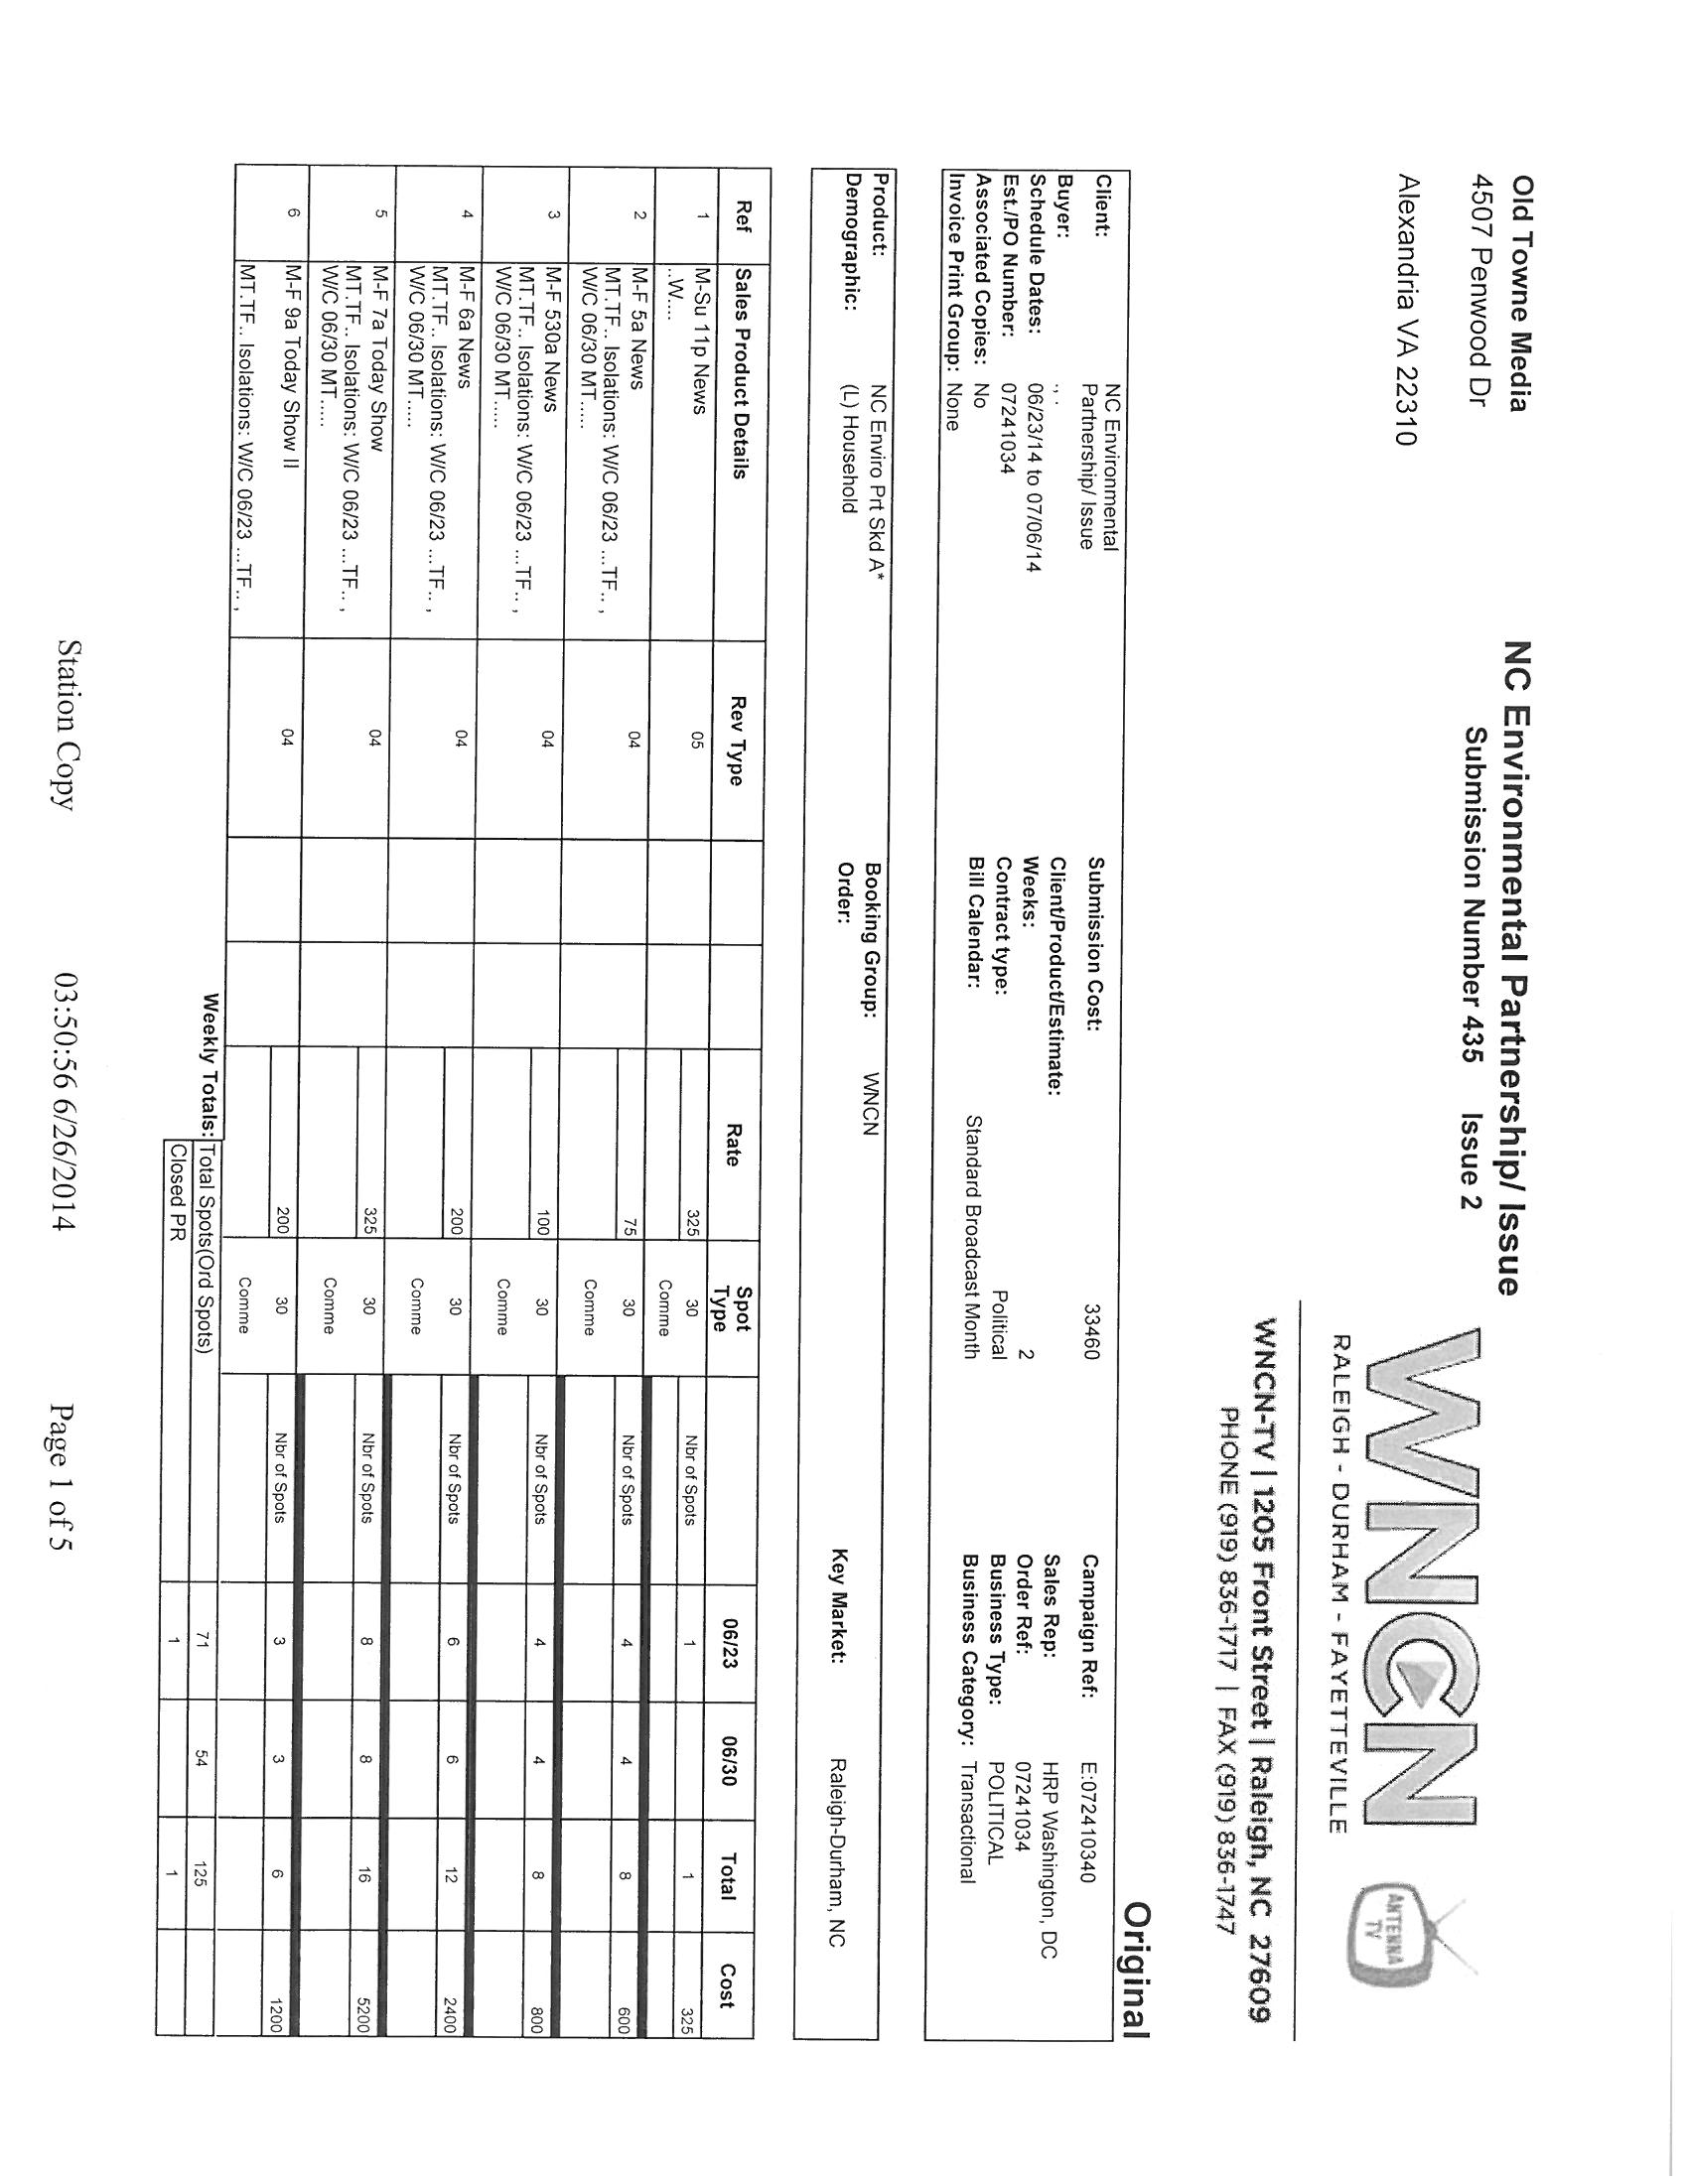 Old Towne Media
4507 Penwood Dr
Alexandria VA 22310
NC Environmental Partnership/ Issue
Submission Number 435 Issue 2
WNCN
RALEIGH - DURHAM - FAYETTEVILLE
ANTENNA TV
WNCN-TV | 1205 Front Street | Raleigh, NC 27609
PHONE (919) 836-1717 | FAX (919) 836-1747
Original
Client: NC Environmental Partnership/ Issue
Buyer: ., .
Schedule Dates: 06/23/14 to 07/06/14
Est./PO Number: 07241034
Associated Copies: No
Invoice Print Group: None
Submission Cost: 33460
Client/Product/Estimate:
Weeks: 2
Contract type: Political
Bill Calendar: Standard Broadcast Month
Campaign Ref: E:072410340
Sales Rep: HRP Washington, DC
Order Ref: 07241034
Business Type: POLITICAL
Business Category: Transactional
Product: NC Enviro Prt Skd A*
Demographic: (L) Household
Booking Group: WNCN
Order:
Key Market: Raleigh-Durham, NC
Ref Sales Product Details Rev Type Rate Spot Type 06/23 06/30 Total Cost
1 M-Su 11p News 05 325 30 Nbr of Spots 1 1 325
..W.... Comme
2 M-F 5a News 04 75 30 Nbr of Spots 4 4 8 600
MT.TF.. Isolations: W/C 06/23 ...TF.. , Comme
W/C 06/30 MT.....
3 M-F 530a News 04 100 30 Nbr of Spots 4 4 8 800
MT.TF.. Isolations: W/C 06/23 ...TF.. , Comme
W/C 06/30 MT.....
4 M-F 6a News 04 200 30 Nbr of Spots 6 6 12 2400
MT.TF.. Isolations: W/C 06/23 ...TF.. , Comme
W/C 06/30 MT.....
5 M-F 7a Today Show 04 325 30 Nbr of Spots 8 8 16 5200
MT.TF.. Isolations: W/C 06/23 ...TF.. , Comme
W/C 06/30 MT.....
6 M-F 9a Today Show II 04 200 30 Nbr of Spots 3 3 6 1200
MT.TF.. Isolations: W/C 06/23 ...TF.. , Comme
Weekly Totals: Total Spots(Ord Spots) 71 54 125
Closed PR 1 1
Station Copy 03:50:56 6/26/2014 Page 1 of 5